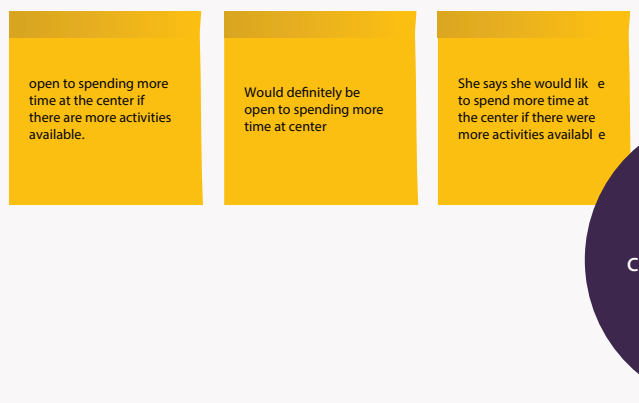 open to spending more
time at the center if
there are more activities
available.
Would definitely be
open to spending more
time at center
She says she would lik e
to spend more time at
the center if there were
more activities availabl e
C